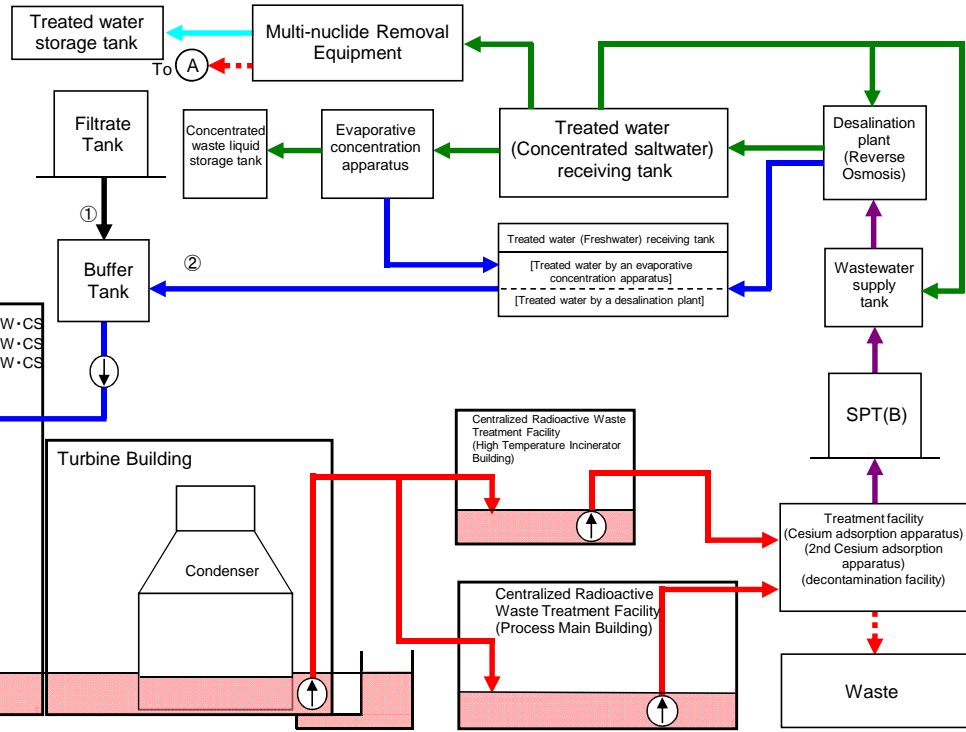 Treated water
storage tank
Multi-nuclide Removal
Equipment
To A
Filtrate
Tank
Concentrated
waste liquid
storage tank
Evaporative
concentration
apparatus
Treated water
(Concentrated saltwater)
receiving tank
Desalination
plant
(Reverse
Osmosis)
①
②
Buffer
Tank
Treated water (Freshwater) receiving tank
[Treated water by an evaporative
concentration apparatus]
[Treated water by a desalination plant]
Wastewater
supply
tank
W・CS
W・CS
W・CS
SPT(B)
Turbine Building
Condenser
Centralized Radioactive Waste
Treatment Facility
(High Temperature Incinerator
Building)
Treatment facility
(Cesium adsorption apparatus)
(2nd Cesium adsorption
apparatus)
(decontamination facility)
Centralized Radioactive
Waste Treatment Facility
(Process Main Building)
Waste